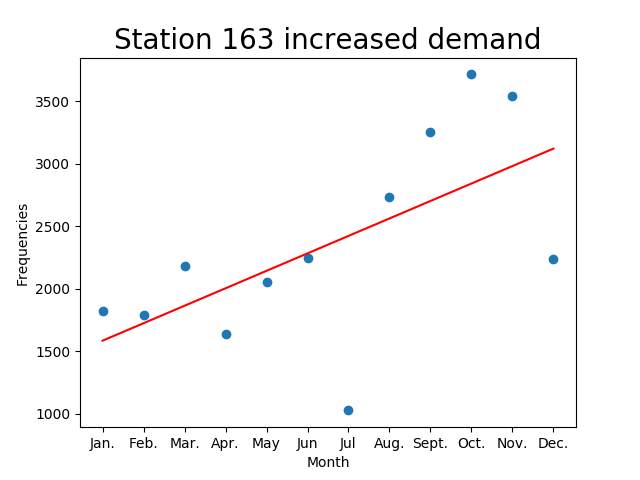 Station 163 increased demand
Frequencies
3500
3000
2500
2000
1500
1000
Jan. Feb. Mar. Apr. May Jun Jul Aug. Sept. Oct. Nov. Dec.
Month